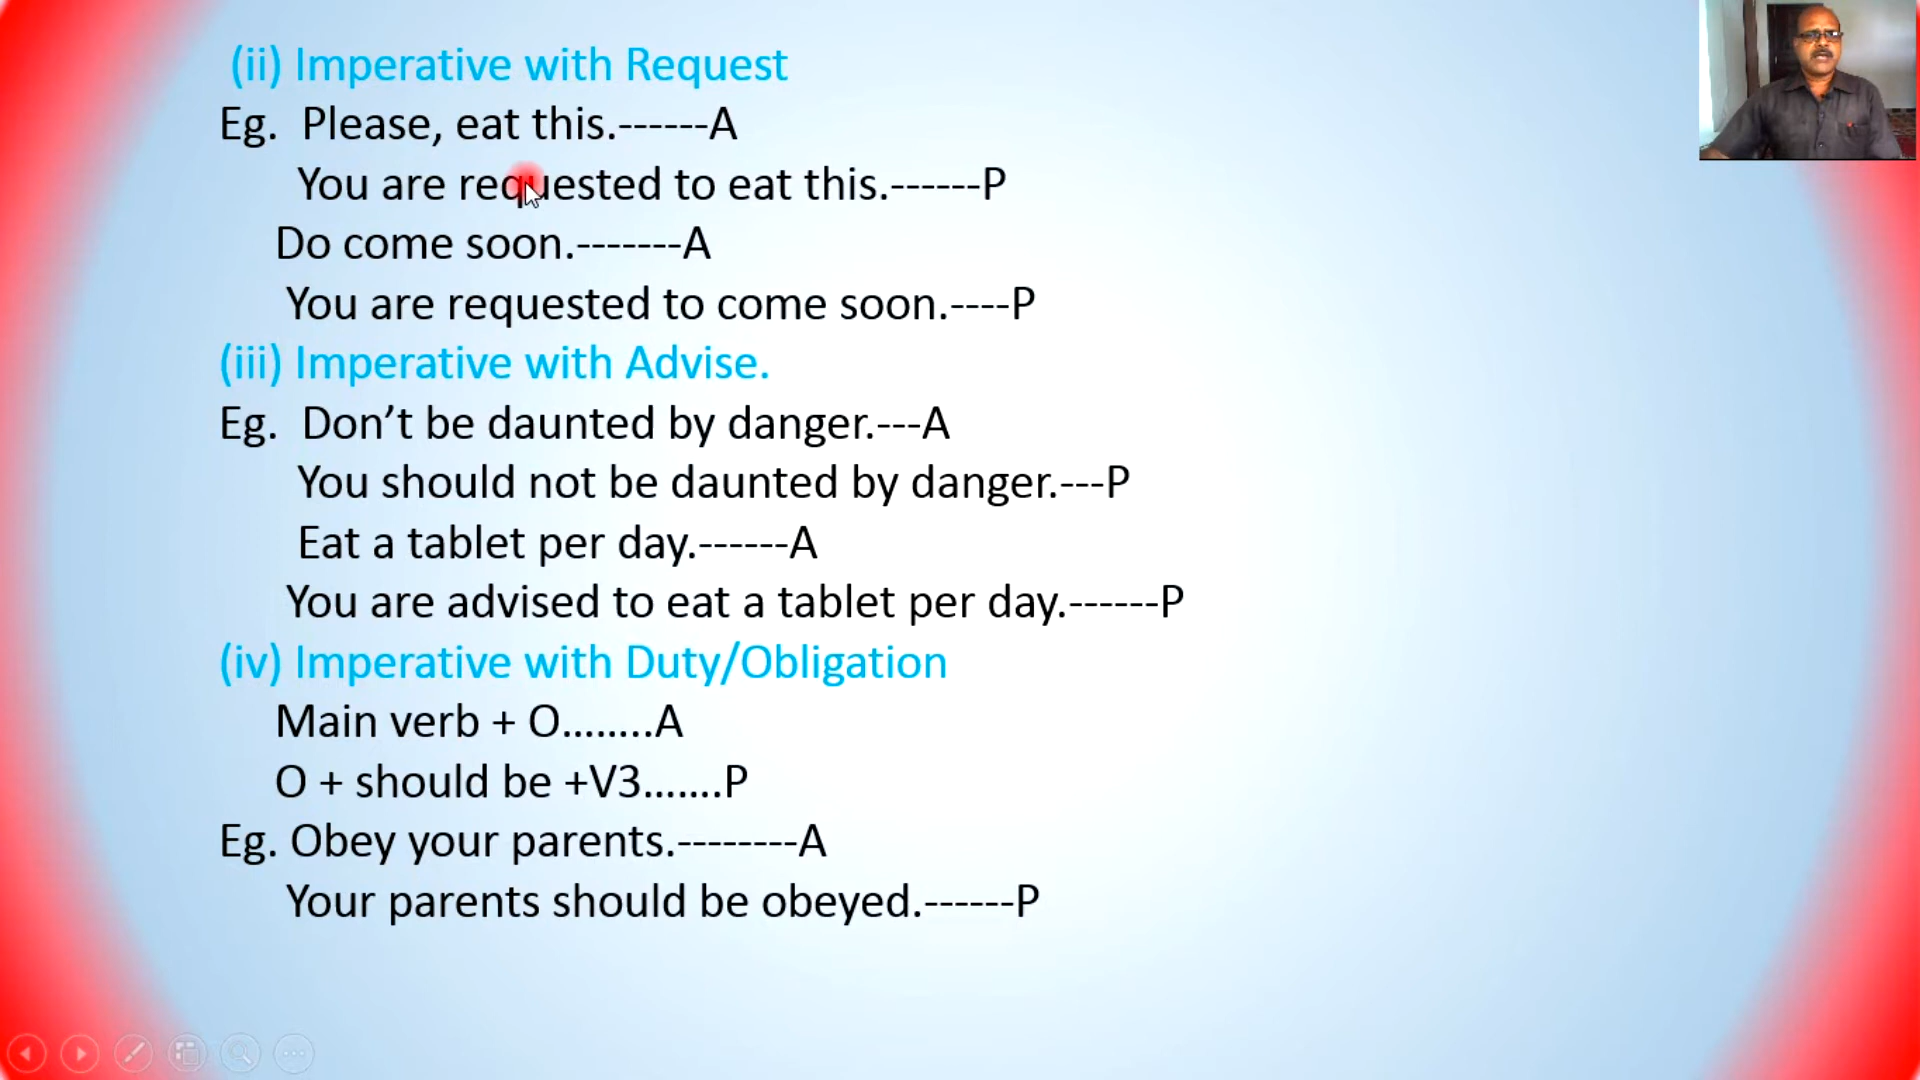 (ii) Imperative with Request
Eg. Please, eat this.------A
You are requested to eat this.------P
Do come soon.-------A
You are requested to come soon.----P
(iii) Imperative with Advise.
Eg. Don’t be daunted by danger.---A
You should not be daunted by danger.---P
Eat a tablet per day.------A
You are advised to eat a tablet per day.------P
(iv) Imperative with Duty/Obligation
Main verb + O........A
O + should be +V3.......P
Eg. Obey your parents.--------A
Your parents should be obeyed.------P